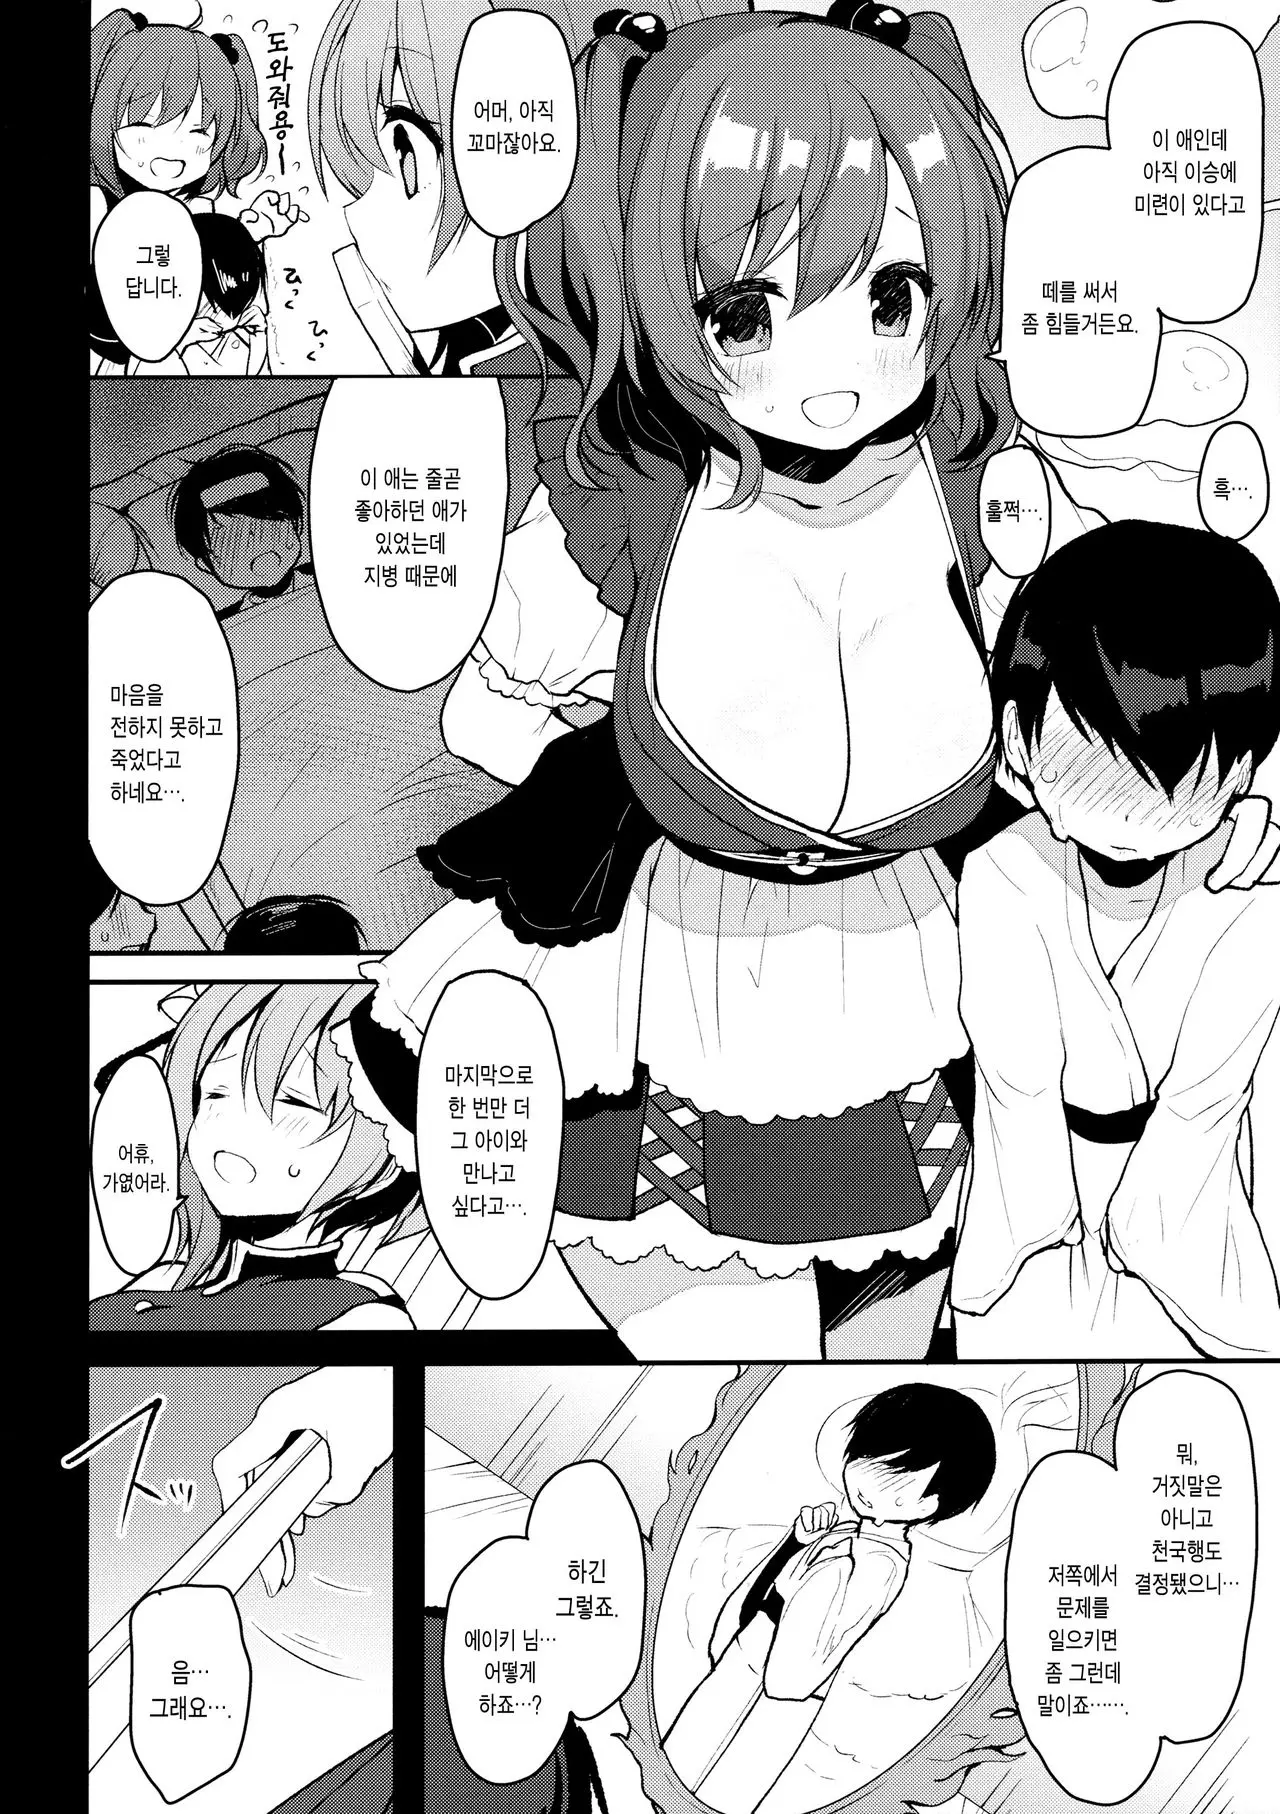 이 애인데
아직 이승에
미련이 있다고
떼를 써서
좀 힘들거든요.
흑….
훌쩍….
어머, 아직
꼬마잖아요.
도와줘용ー
그렇
답니다.
히っ
히っ
이 애는 줄곧
좋아하던 애가
있었는데
지병 때문에
마음을
전하지 못하고
죽었다고
하네요….
마지막으로
한 번만 더
그 아이와
만나고
싶다고….
어휴,
가엾어라.
뭐,
거짓말은
아니고
천국행도
결정됐으니…
저쪽에서
문제를
일으키면
좀 그런데
말이죠…….
하긴
그렇죠.
에이키 님…
어떻게
하죠…?
スッ
음…
그래요….